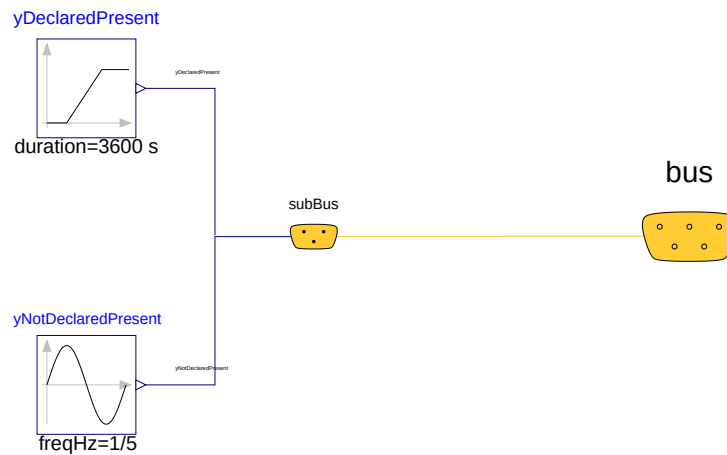 yDeclaredPresent
yDeclaredPresent
duration=3600 s
bus
subBus
yNotDeclaredPresent
yNotDeclaredPresent
freqHz=1/5